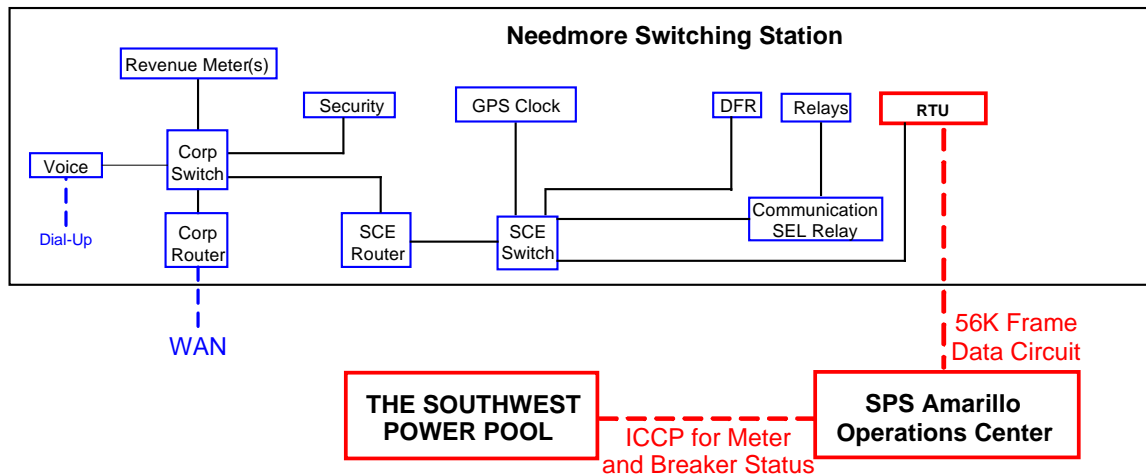 Needmore Switching Station
Revenue Meter(s)
Security
GPS Clock
DFR
Relays
RTU
Voice
Corp
Switch
Dial-Up
Corp
Router
SCE
Router
SCE
Switch
Communication
SEL Relay
WAN
56K Frame
Data Circuit
THE SOUTHWEST
POWER POOL
ICCP for Meter
and Breaker Status
SPS Amarillo
Operations Center